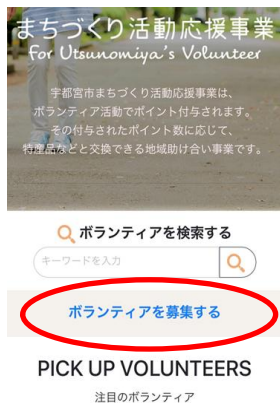 まちづくり活動応援事業
For Utsunomiya's Volunteer
宇都宮市まちづくり活動応援事業は、
ボランティア活動でポイント付与されます。
その付与されたポイント数に応じて、
特産品などと交換できる地域助け合い事業です。
ボランティアを検索する
キーワードを入力
ボランティアを募集する
PICK UP VOLUNTEERS
注目のボランティア